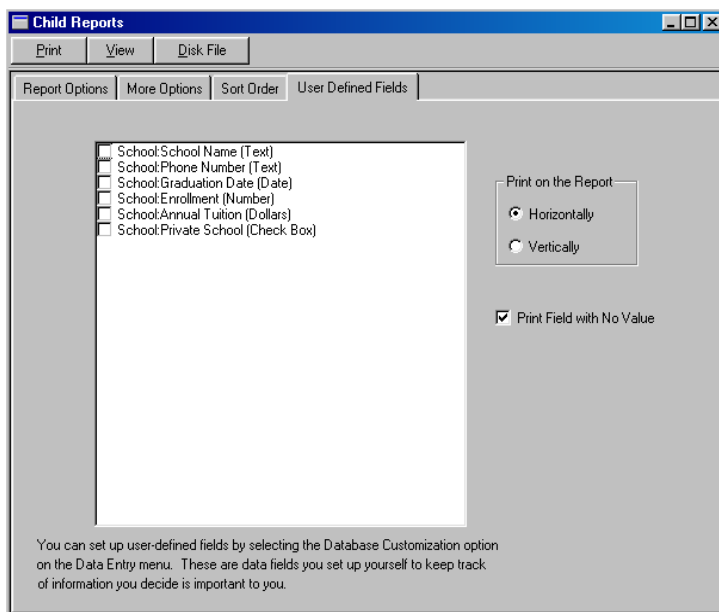 Child Reports
Print View Disk File
Report Options More Options Sort Order User Defined Fields
School:School Name (Text)
School:Phone Number (Text)
School:Graduation Date (Date)
School:Enrollment (Number)
School:Annual Tuition (Dollars)
School:Private School (Check Box)
Print on the Report
Horizontally
Vertically
Print Field with No Value
You can set up user-defined fields by selecting the Database Customization option
on the Data Entry menu. These are data fields you set up yourself to keep track
of information you decide is important to you.